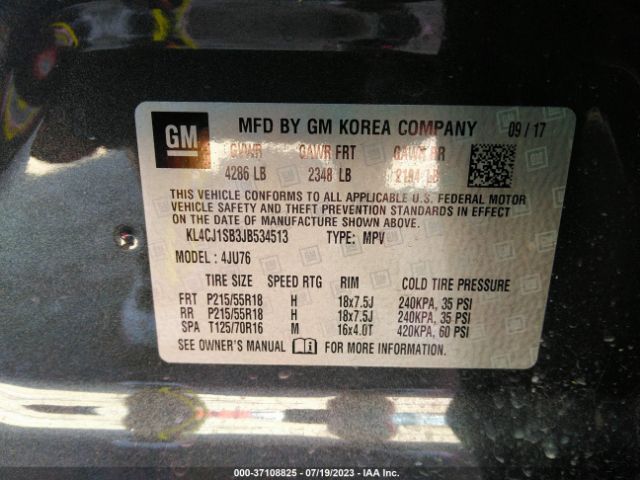 GM MFD BY GM KOREA COMPANY 09 / 17
GVWR GAWR FRT GAWR RR
4286 LB 2348 LB 2184 LB
THIS VEHICLE CONFORMS TO ALL APPLICABLE U.S. FEDERAL MOTOR
VEHICLE SAFETY AND THEFT PREVENTION STANDARDS IN EFFECT
ON THE DATE OF MANUFACTURE SHOWN ABOVE.
KL4CJ1SB3JB534513 TYPE: MPV
MODEL : 4JU76
TIRE SIZE SPEED RTG RIM COLD TIRE PRESSURE
FRT P215/55R18 H 18x7.5J 240KPA, 35 PSI
RR P215/55R18 H 18x7.5J 240KPA, 35 PSI
SPA T125/70R16 M 16x4.0T 420KPA, 60 PSI
SEE OWNER'S MANUAL FOR MORE INFORMATION.
000-37108825 - 07/19/2023 - IAA Inc.